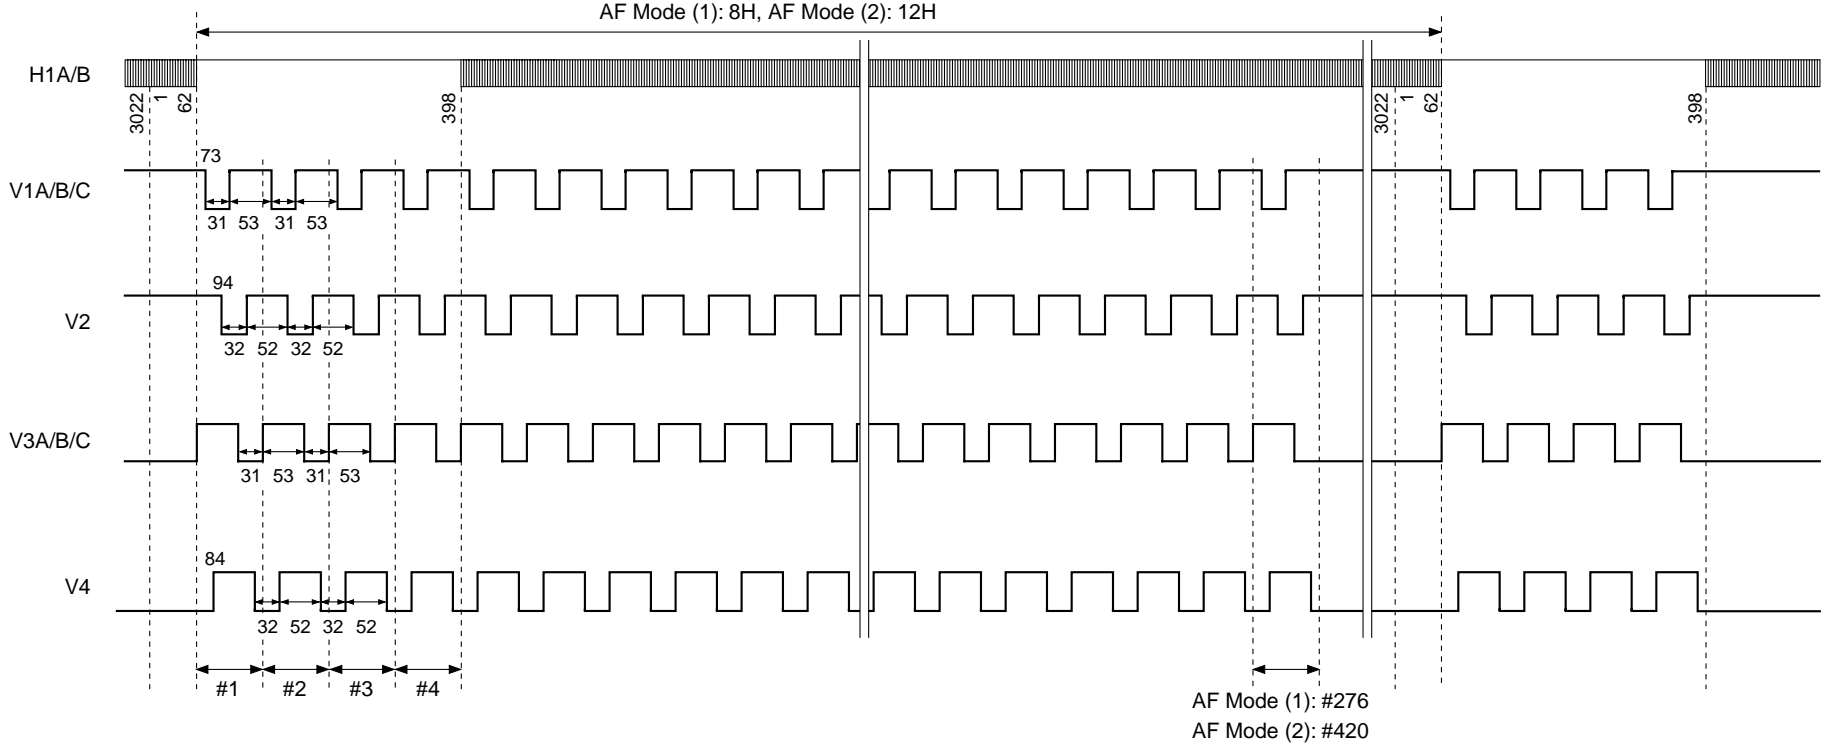 AF Mode (1): 8H, AF Mode (2): 12H
H1A/B
3022
1
62
398
3022
1
62
398
73
V1A/B/C
31 53 31 53
94
V2
32 52 32 52
V3A/B/C
31 53 31 53
84
V4
32 52 32 52
#1 #2 #3 #4
AF Mode (1): #276
AF Mode (2): #420